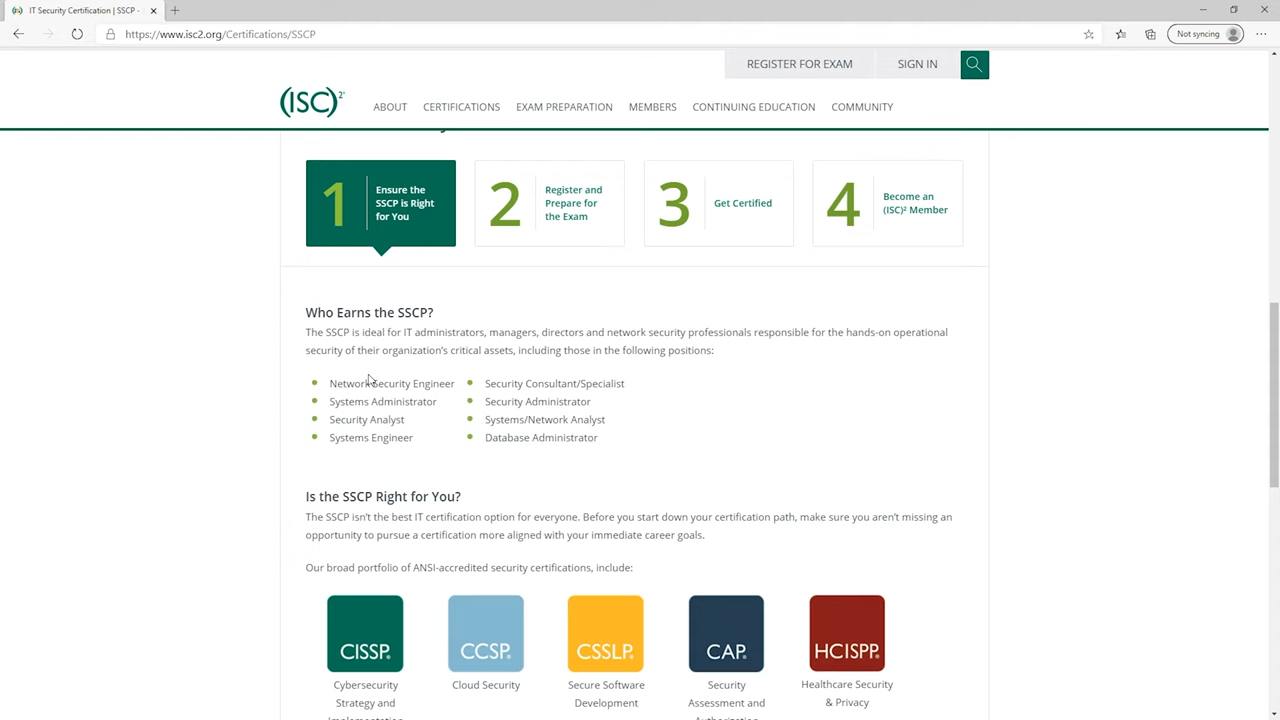 IT Security Certification | SSCP -
https://www.isc2.org/Certifications/SSCP
Not syncing
REGISTER FOR EXAM
SIGN IN
(ISC)²
ABOUT
CERTIFICATIONS
EXAM PREPARATION
MEMBERS
CONTINUING EDUCATION
COMMUNITY
1
Ensure the
SSCP is Right
for You
2
Register and
Prepare for
the Exam
3
Get Certified
4
Become an
(ISC)² Member
Who Earns the SSCP?
The SSCP is ideal for IT administrators, managers, directors and network security professionals responsible for the hands-on operational
security of their organization's critical assets, including those in the following positions:
Network Security Engineer
Systems Administrator
Security Analyst
Systems Engineer
Security Consultant/Specialist
Security Administrator
Systems/Network Analyst
Database Administrator
Is the SSCP Right for You?
The SSCP isn't the best IT certification option for everyone. Before you start down your certification path, make sure you aren't missing an
opportunity to pursue a certification more aligned with your immediate career goals.
Our broad portfolio of ANSI-accredited security certifications, include:
CISSP®
Cybersecurity
Strategy and
Implementation
CCSP®
Cloud Security
CSSLP®
Secure Software
Development
CAP®
Security
Assessment and
Authorization
HCISPP®
Healthcare Security
& Privacy